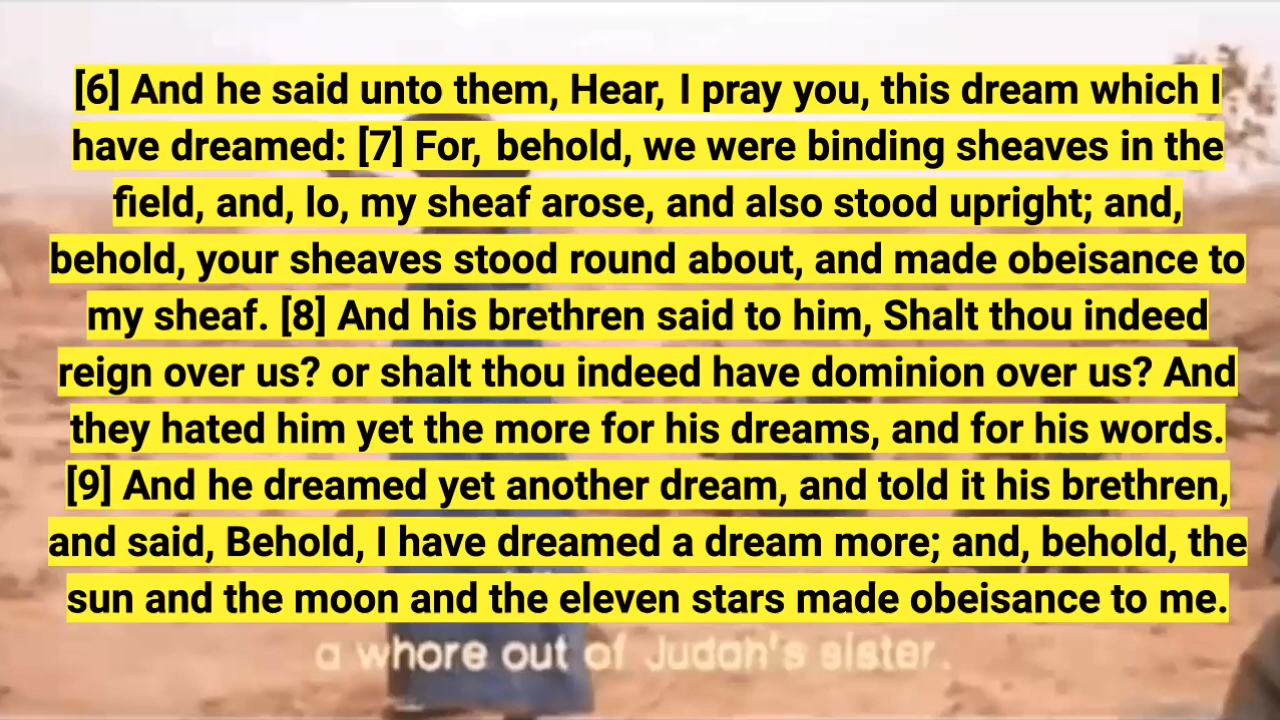 [6] And he said unto them, Hear, I pray you, this dream which I
have dreamed: [7] For, behold, we were binding sheaves in the
field, and, lo, my sheaf arose, and also stood upright; and,
behold, your sheaves stood round about, and made obeisance to
my sheaf. [8] And his brethren said to him, Shalt thou indeed
reign over us? or shalt thou indeed have dominion over us? And
they hated him yet the more for his dreams, and for his words.
[9] And he dreamed yet another dream, and told it his brethren,
and said, Behold, I have dreamed a dream more; and, behold, the
sun and the moon and the eleven stars made obeisance to me.
a whore out of Judah's sister.